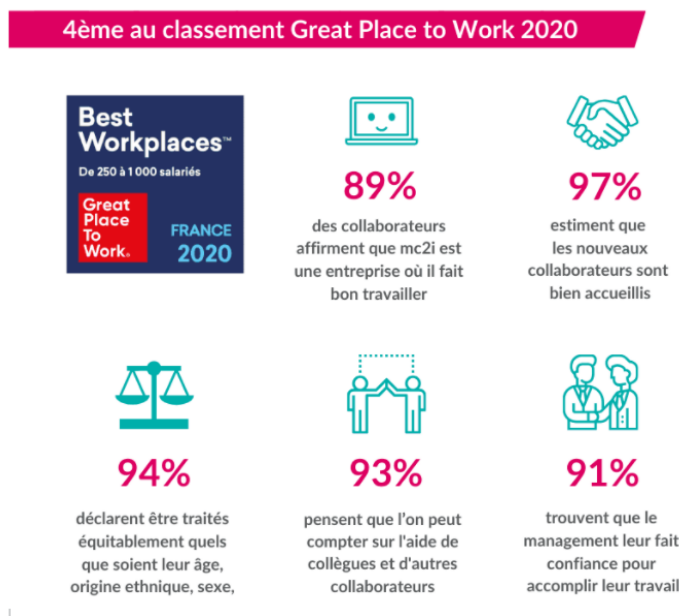 4ème au classement Great Place to Work 2020
Best
Workplaces™
De 250 à 1000 salariés
Great
Place
To
Work.
FRANCE
2020
89%
des collaborateurs
affirment que mc2i est
une entreprise où il fait
bon travailler
97%
estiment que
les nouveaux
collaborateurs sont
bien accueillis
94%
déclarent être traités
équitablement quels
que soient leur âge,
origine ethnique, sexe,
93%
pensent que l'on peut
compter sur l'aide de
collègues et d'autres
collaborateurs
91%
trouvent que le
management leur fait
confiance pour
accomplir leur travail